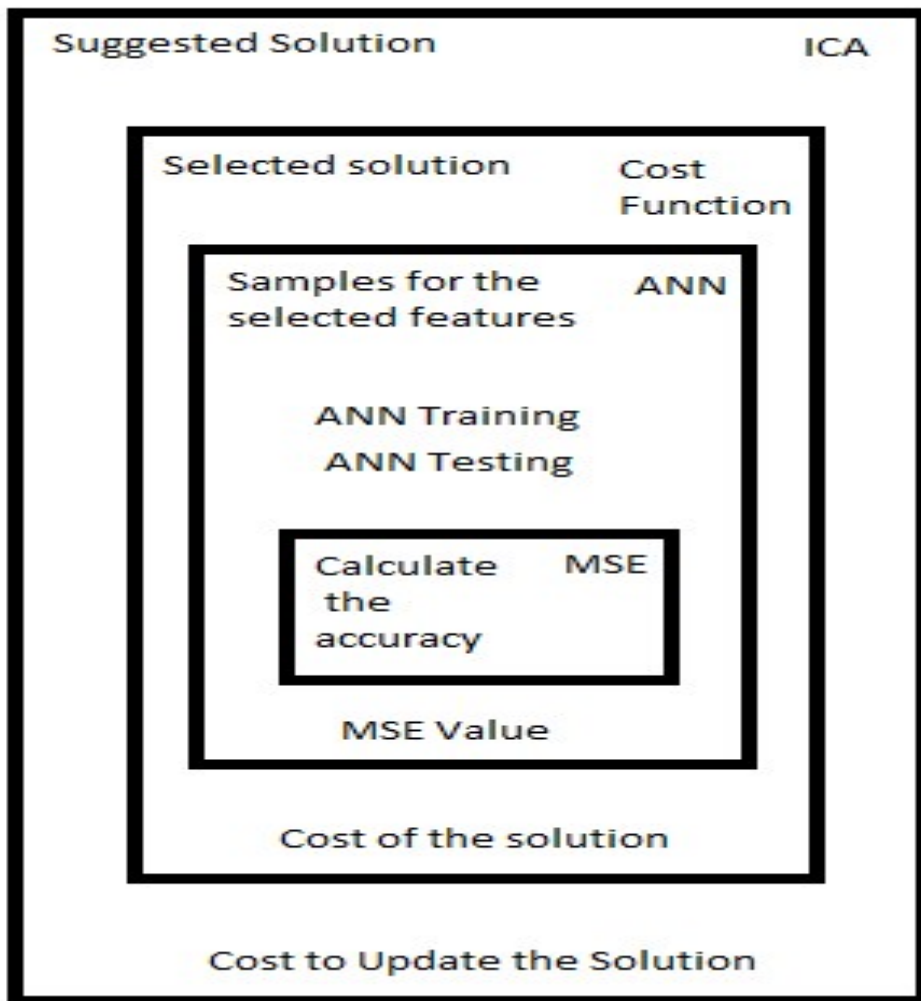 Suggested Solution ICA
Selected solution Cost
Function
Samples for the ANN
selected features
ANN Training
ANN Testing
Calculate MSE
the
accuracy
MSE Value
Cost of the solution
Cost to Update the Solution